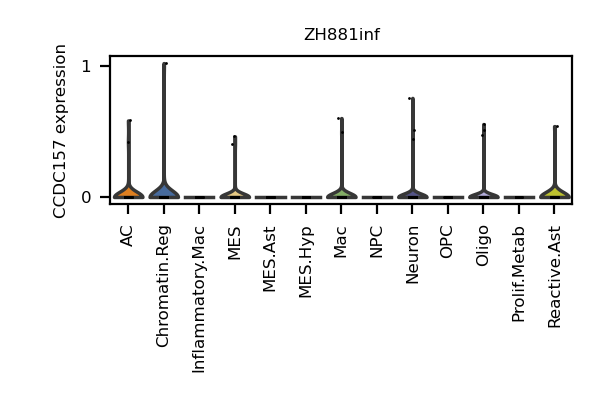 ZH881inf
CCDC157 expression
1
0
AC
Chromatin.Reg
Inflammatory.Mac
MES
MES.Ast
MES.Hyp
Mac
NPC
Neuron
OPC
Oligo
Prolif.Metab
Reactive.Ast